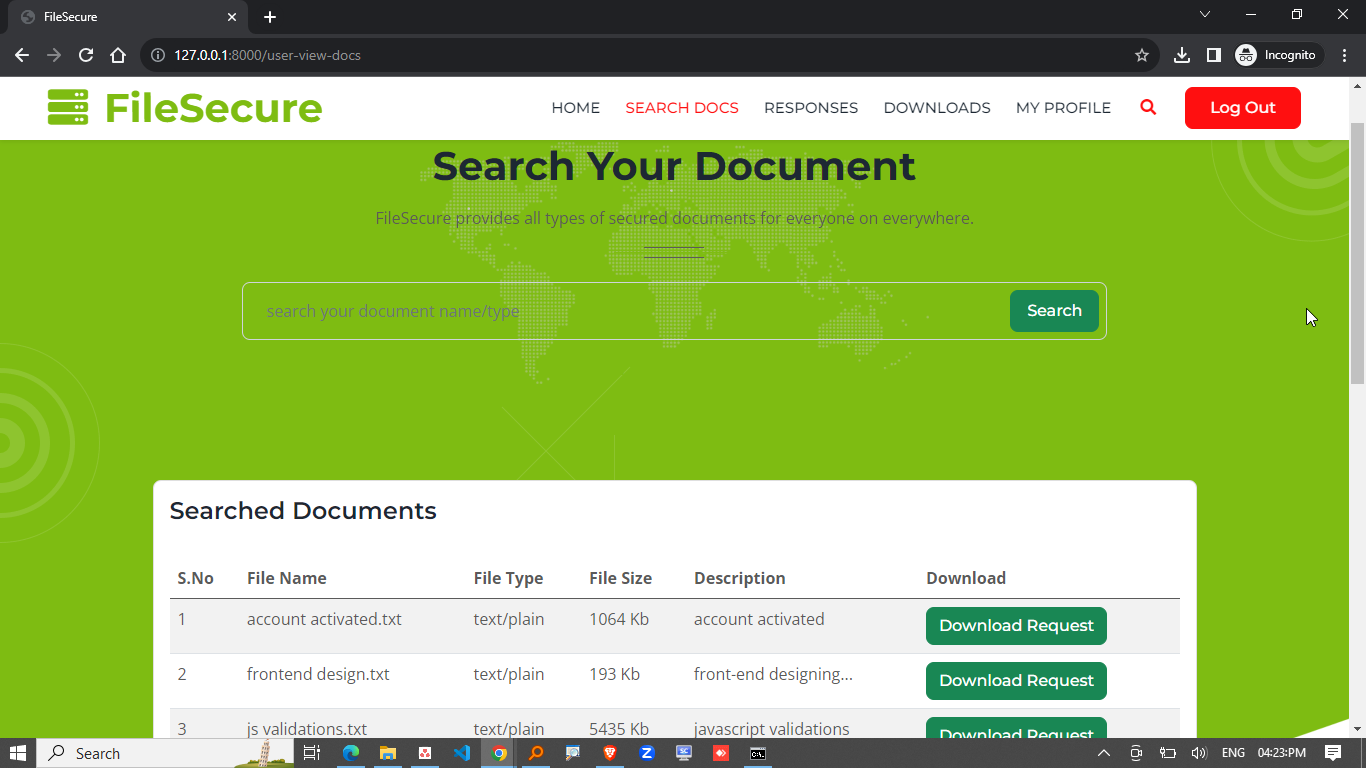 FileSecure
127.0.0.1:8000/user-view-docs
Incognito
FileSecure HOME SEARCH DOCS RESPONSES DOWNLOADS MY PROFILE Log Out
Search Your Document
FileSecure provides all types of secured documents for everyone on everywhere.
search your document name/type Search
Searched Documents
S.No File Name File Type File Size Description Download
1 account activated.txt text/plain 1064 Kb account activated Download Request
2 frontend design.txt text/plain 193 Kb front-end designing... Download Request
3 js validations.txt text/plain 5435 Kb javascript validations Download Request
Search ENG 04:23:PM